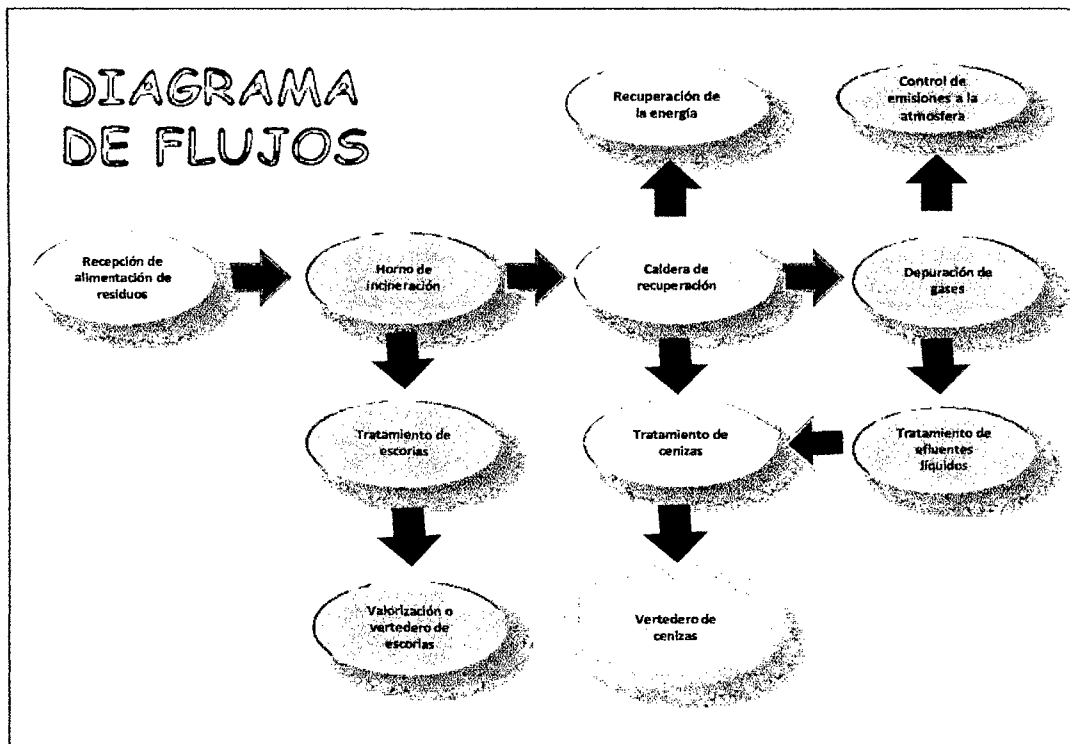 DIAGRAMA
DE FLUJOS
Recuperación de
la energía
Control de
emisiones a la
atmosfera
Recepción de
alimentación de
residuos
Horno de
incineración
Caldera de
recuperación
Depuración de
gases
Tratamiento de
escorias
Tratamiento de
cenizas
Tratamiento de
efluentes
líquidos
Valorización o
vertedero de
escorias
Vertedero de
cenizas